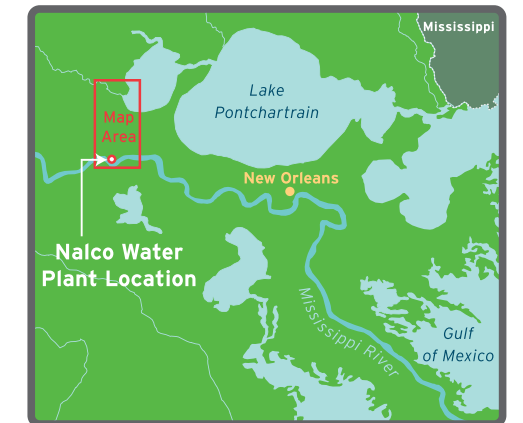 Mississippi
Lake
Pontchartrain
Map
Area
New Orleans
Nalco Water
Plant Location
Mississippi River
Gulf
of Mexico